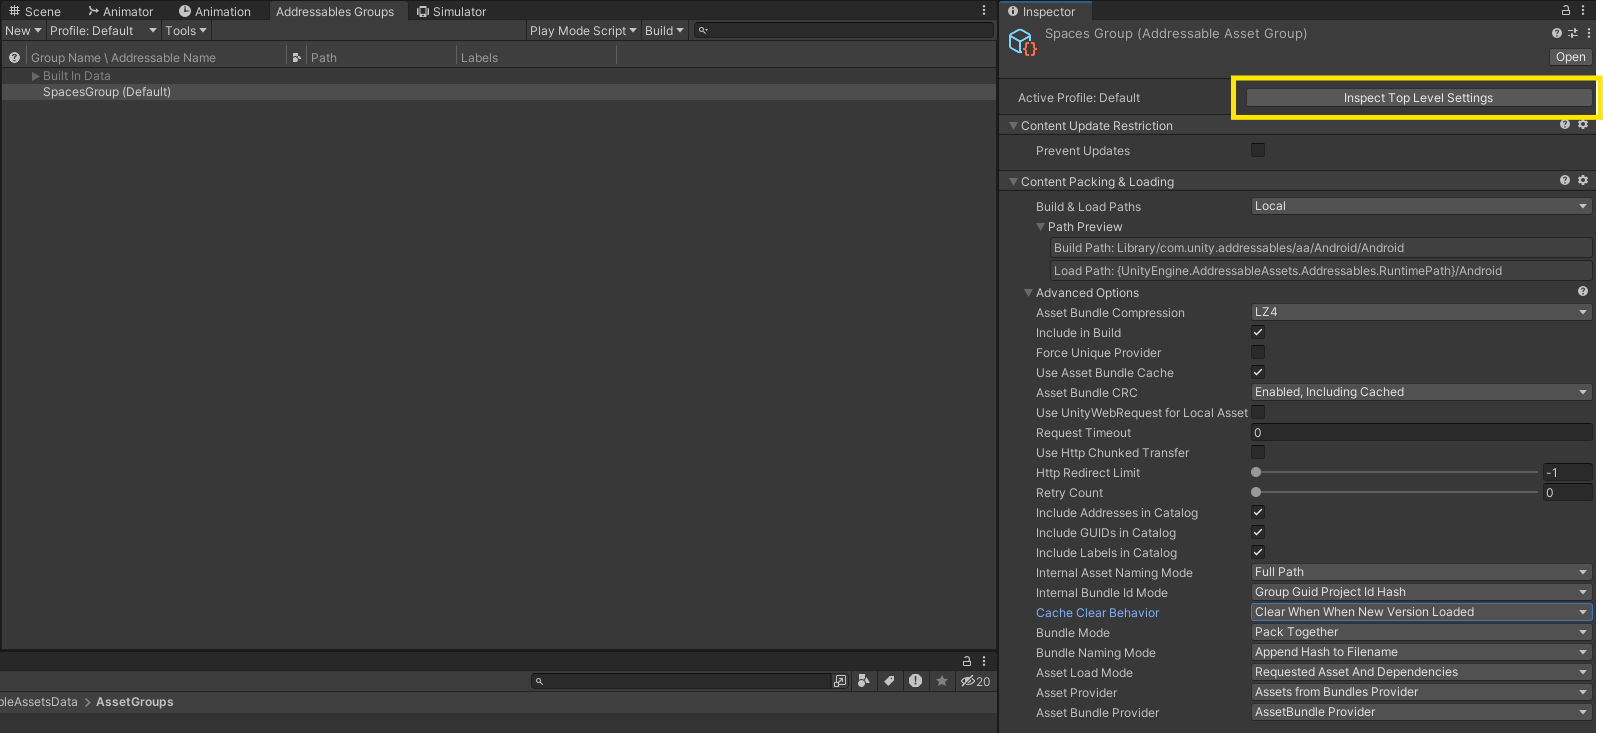 Scene Animator Animation Addressables Groups Simulator
New Profile: Default Tools Play Mode Script Build
Group Name \ Addressable Name Path Labels
Built In Data
SpacesGroup (Default)
20
bleAssetsData > AssetGroups
Inspector
Spaces Group (Addressable Asset Group)
Open
Active Profile: Default Inspect Top Level Settings
Content Update Restriction
Prevent Updates
Content Packing & Loading
Build & Load Paths Local
Path Preview
Build Path: Library/com.unity.addressables/aa/Android/Android
Load Path: {UnityEngine.AddressableAssets.Addressables.RuntimePath}/Android
Advanced Options
Asset Bundle Compression LZ4
Include in Build
Force Unique Provider
Use Asset Bundle Cache
Asset Bundle CRC Enabled, Including Cached
Use UnityWebRequest for Local Asset
Request Timeout 0
Use Http Chunked Transfer
Http Redirect Limit -1
Retry Count 0
Include Addresses in Catalog
Include GUIDs in Catalog
Include Labels in Catalog
Internal Asset Naming Mode Full Path
Internal Bundle Id Mode Group Guid Project Id Hash
Cache Clear Behavior Clear When When New Version Loaded
Bundle Mode Pack Together
Bundle Naming Mode Append Hash to Filename
Asset Load Mode Requested Asset And Dependencies
Asset Provider Assets from Bundles Provider
Asset Bundle Provider AssetBundle Provider